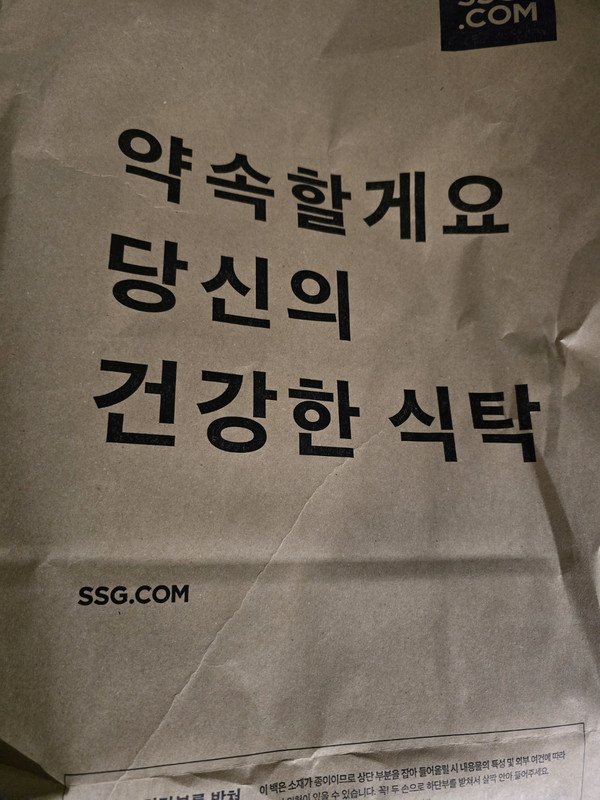 .COM
약속할게요
당신의
건강한 식탁
SSG.COM
받쳐
이 백은 소재가 종이이므로 상단 부분을 잡아 들어올릴 시 내용물의 특성 및 외부 여건에 따라
있을 수 있습니다. 꼭! 두 손으로 하단부를 받쳐서 살짝 안아 들어주세요.